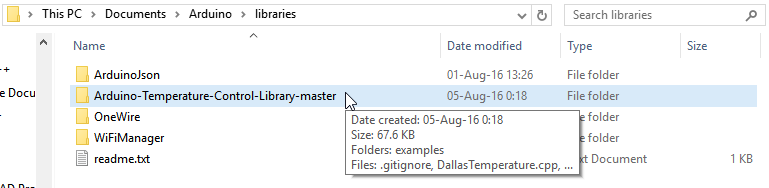 This PC > Documents > Arduino > libraries
Search libraries
Name Date modified Type Size
++
ArduinoJson 01-Aug-16 13:26 File folder
e Docu Arduino-Temperature-Control-Library-master 05-Aug-16 0:18 File folder
OneWire File folder
WiFiManager File folder
readme.txt xt Document 1 KB
Date created: 05-Aug-16 0:18
Size: 67.6 KB
Folders: examples
Files: .gitignore, DallasTemperature.cpp, ...
AD Proj